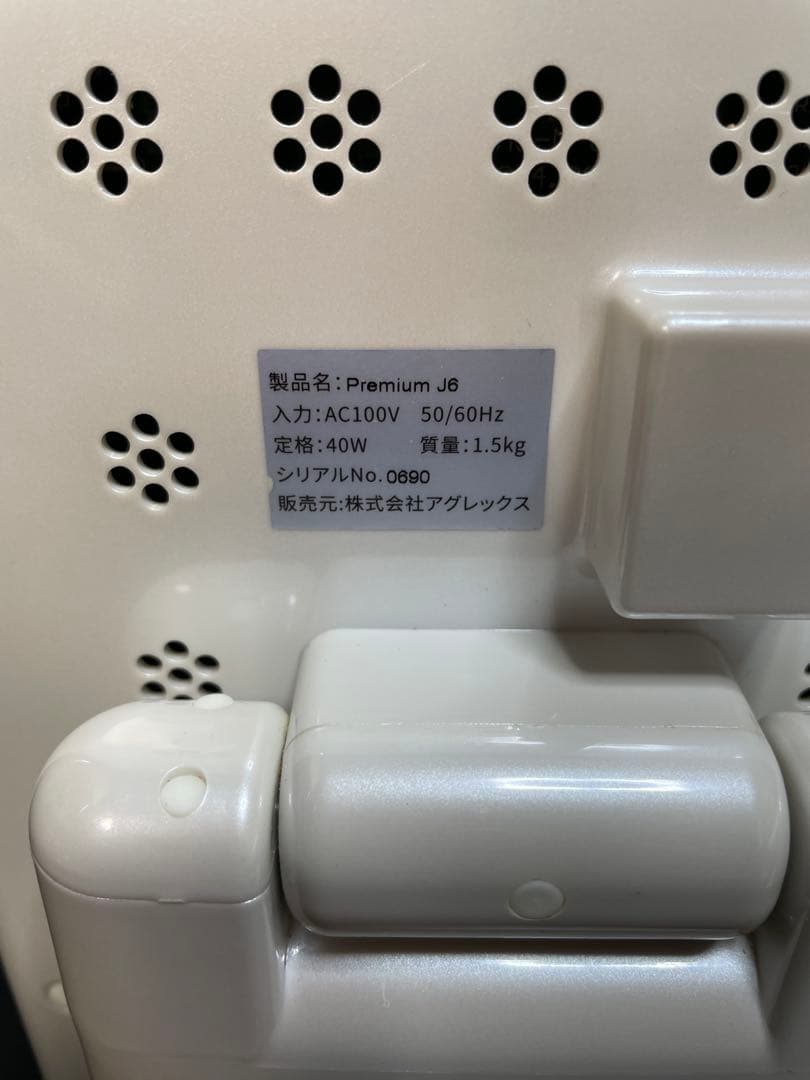 製品名：Premium J6
入力：AC100V 50/60Hz
定格：40W 質量：1.5kg
シリアルNo. 0690
販売元：株式会社アグレックス